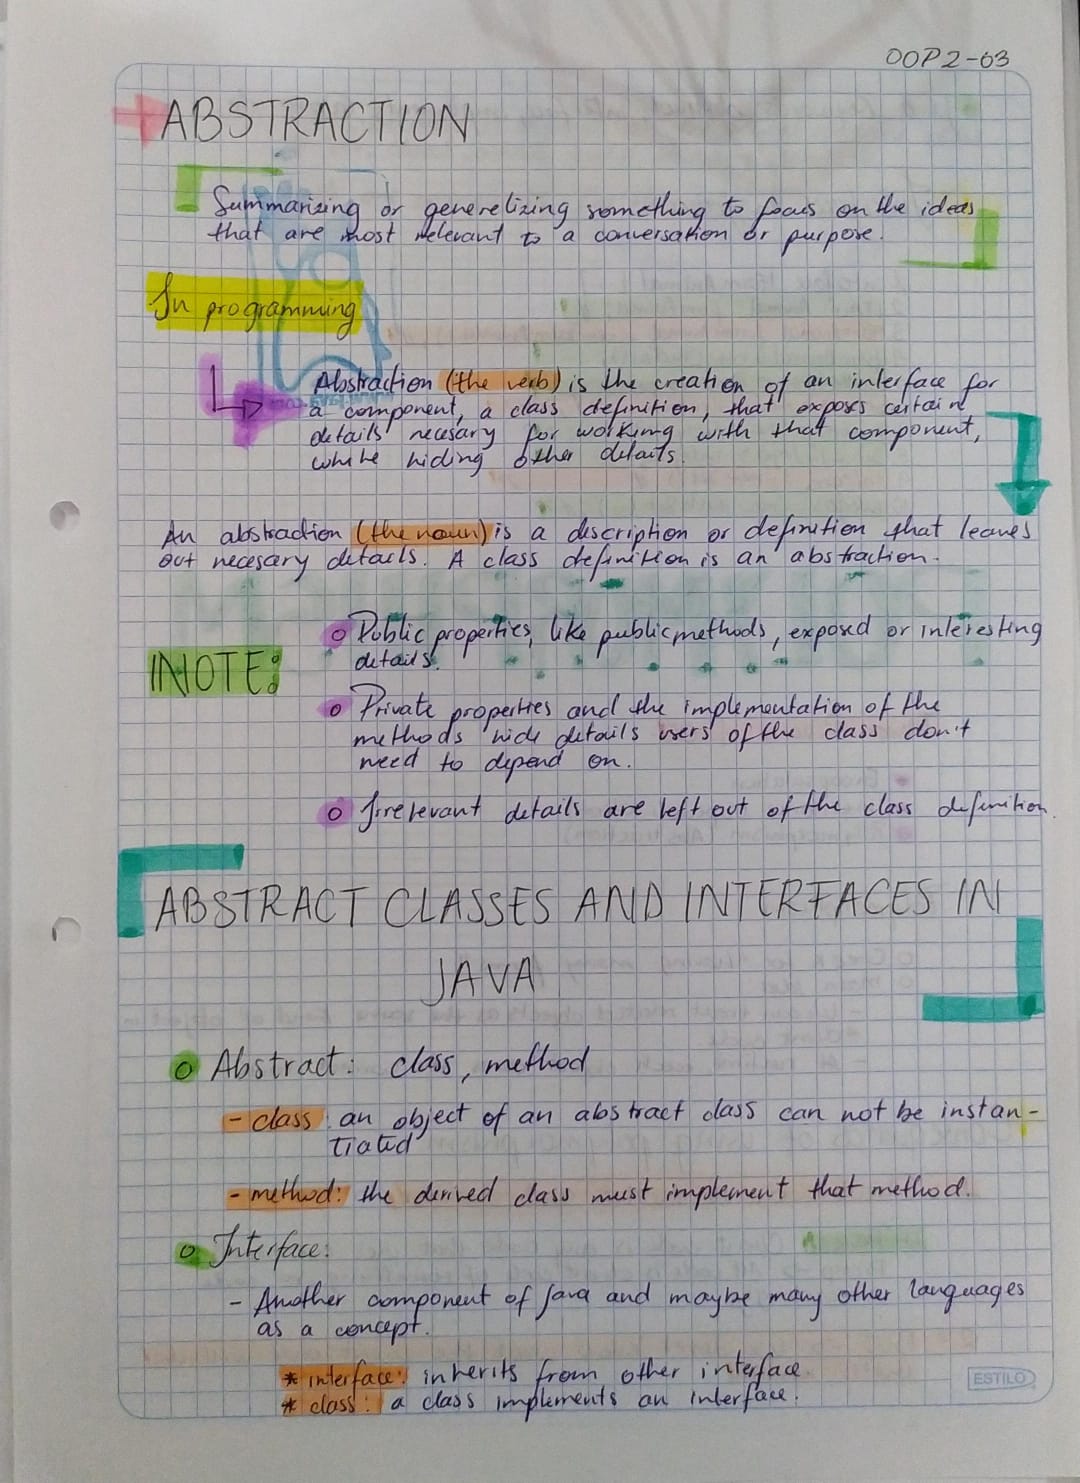 OOP2-03
ABSTRACTION
Summarizing or generelizing something to focus on the ideas
that are most relevant to a conversation or purpose.
In programming
Abstraction (the verb) is the creation of an interface for
a component, a class definition, that exposes certain
details necesary for working with that component,
while hiding other details.
An abstraction (the noun) is a description or definition that leaves
out necesary details. A class definition is an abstraction.
NOTE:
o Public properties, like public methods, exposed or interesting
details.
o Private properties and the implementation of the
methods hide details users of the class don't
need to depend on.
o Irrelevant details are left out of the class definition.
ABSTRACT CLASSES AND INTERFACES IN
JAVA
o Abstract: class, method
- class: an object of an abstract class can not be instan-
tiated
- method: the derived class must implement that method.
o Interface:
- Another component of Java and maybe many other languages
as a concept.
* interface: inherits from other interface.
* class: a class implements an interface.
ESTILO